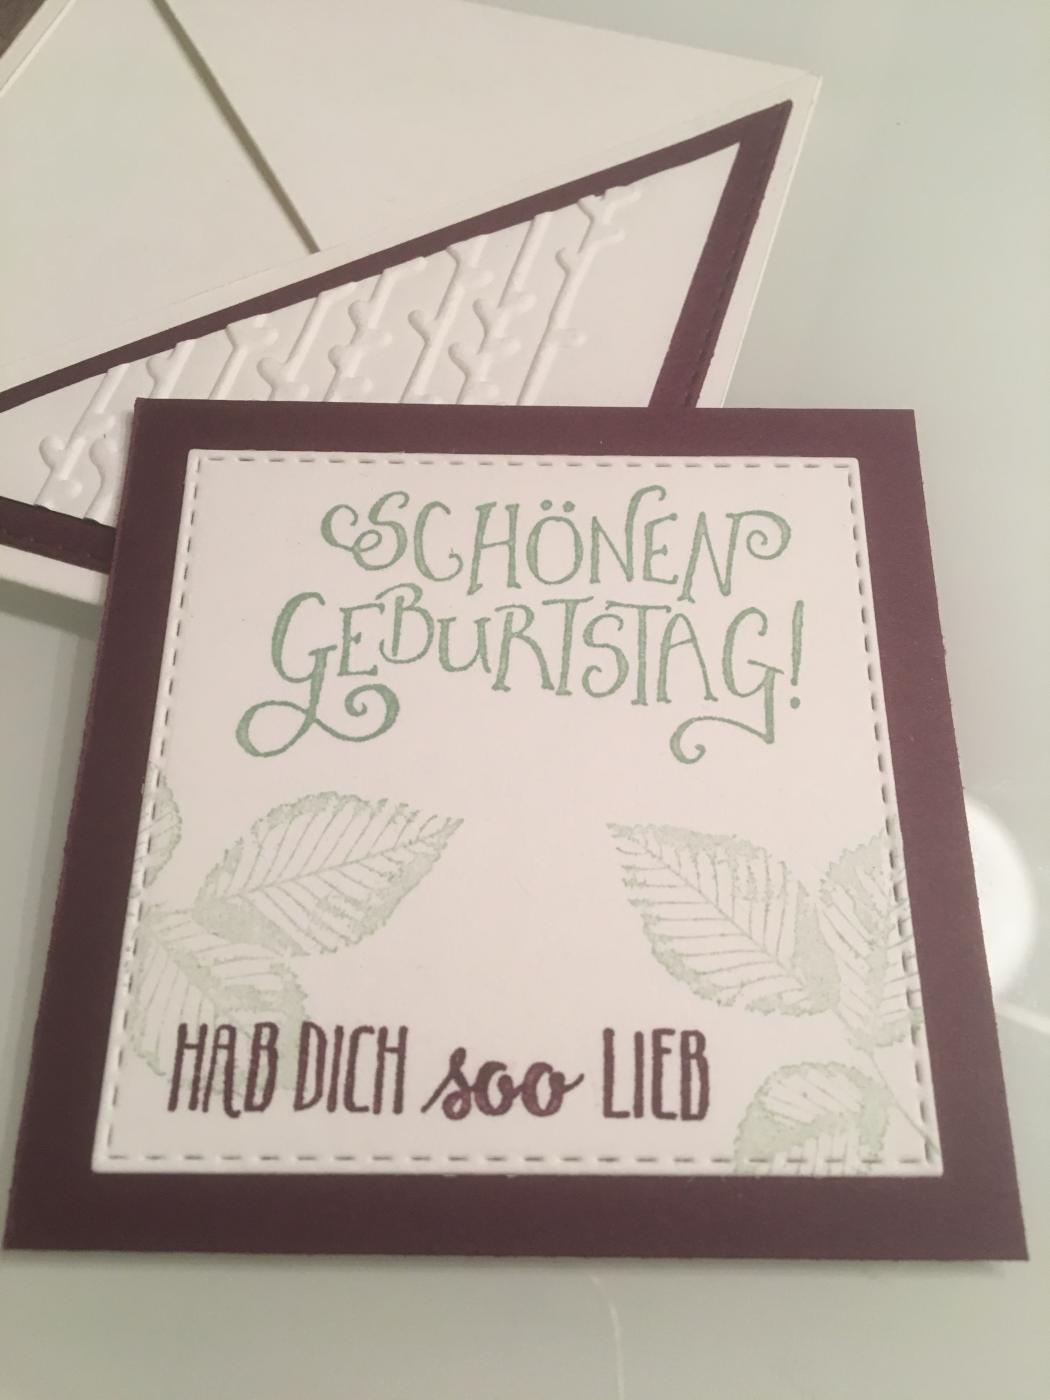 SCHÖNEN
GEBURTSTAG!
HAB DICH soo LIEB